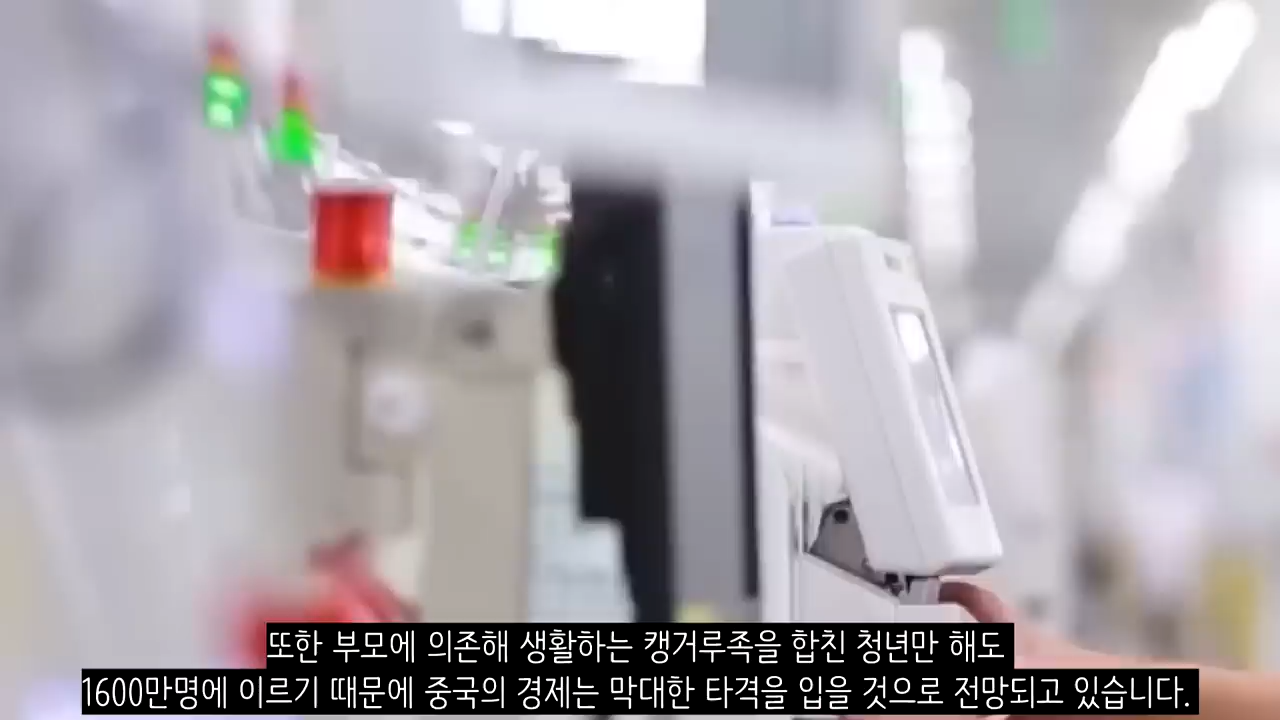 또한 부모에 의존해 생활하는 캥거루족을 합친 청년만 해도
1600만명에 이르기 때문에 중국의 경제는 막대한 타격을 입을 것으로 전망되고 있습니다.